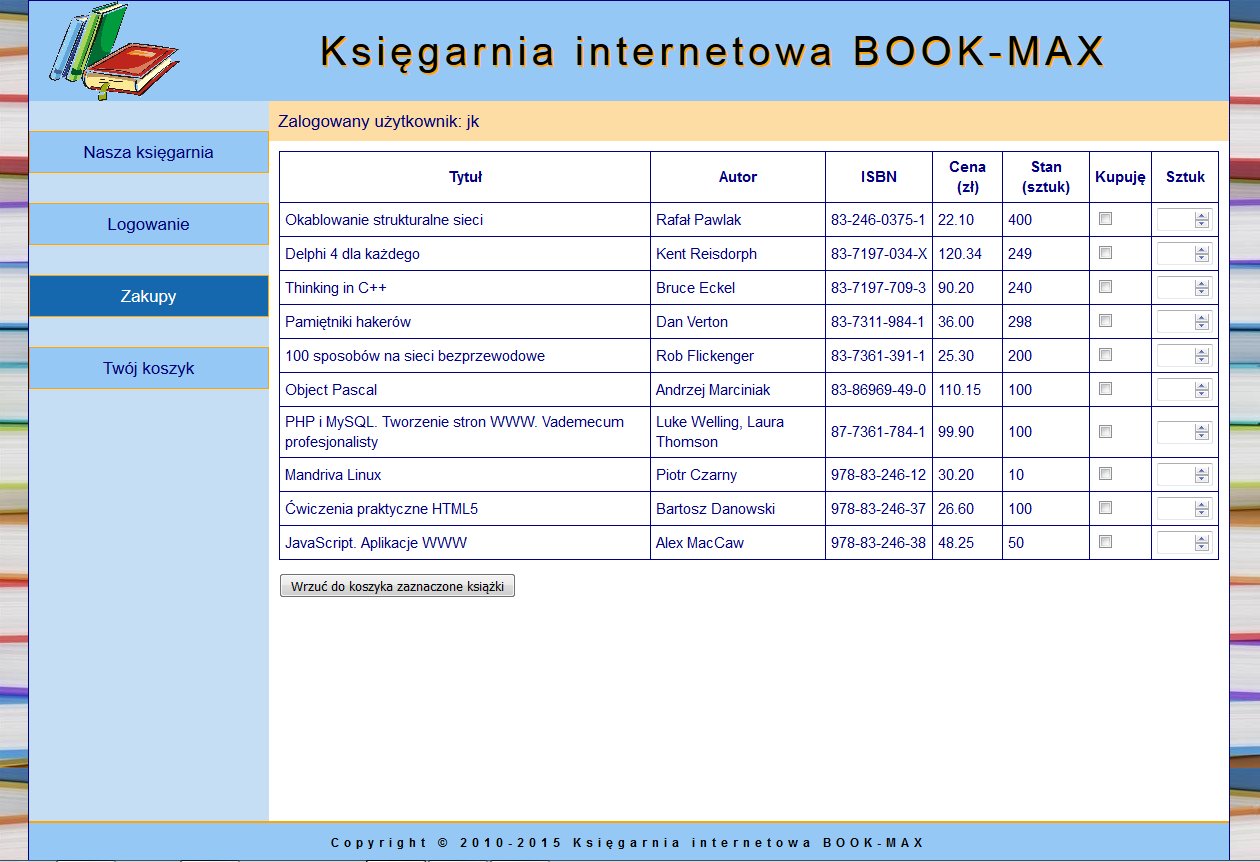 Księgarnia internetowa BOOK-MAX
Zalogowany użytkownik: jk
Nasza księgarnia
Logowanie
Zakupy
Twój koszyk
Tytuł Autor ISBN Cena (zł) Stan (sztuk) Kupuję Sztuk
Okablowanie strukturalne sieci Rafał Pawlak 83-246-0375-1 22.10 400
Delphi 4 dla każdego Kent Reisdorph 83-7197-034-X 120.34 249
Thinking in C++ Bruce Eckel 83-7197-709-3 90.20 240
Pamiętniki hakerów Dan Verton 83-7311-984-1 36.00 298
100 sposobów na sieci bezprzewodowe Rob Flickenger 83-7361-391-1 25.30 200
Object Pascal Andrzej Marciniak 83-86969-49-0 110.15 100
PHP i MySQL. Tworzenie stron WWW. Vademecum profesjonalisty Luke Welling, Laura Thomson 87-7361-784-1 99.90 100
Mandriva Linux Piotr Czarny 978-83-246-12 30.20 10
Ćwiczenia praktyczne HTML5 Bartosz Danowski 978-83-246-37 26.60 100
JavaScript. Aplikacje WWW Alex MacCaw 978-83-246-38 48.25 50
Wrzuć do koszyka zaznaczone książki
Copyright © 2010-2015 Księgarnia internetowa BOOK-MAX